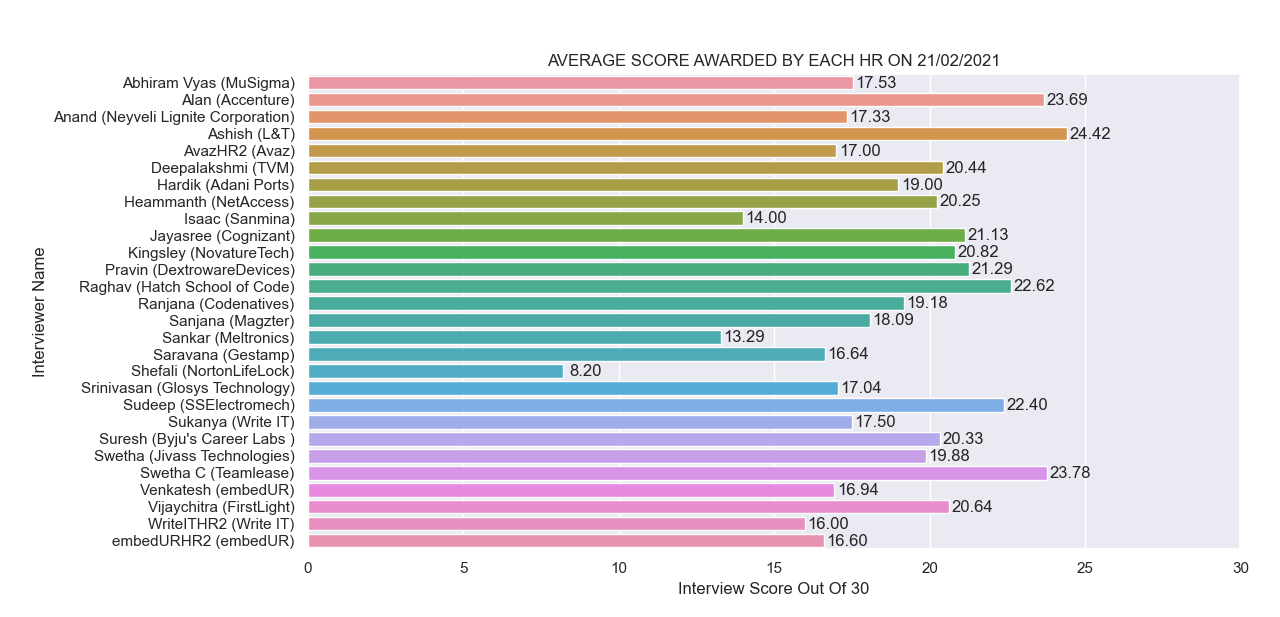 AVERAGE SCORE AWARDED BY EACH HR ON 21/02/2021
Interviewer Name
Abhiram Vyas (MuSigma) 17.53
Alan (Accenture) 23.69
Anand (Neyveli Lignite Corporation) 17.33
Ashish (L&T) 24.42
AvazHR2 (Avaz) 17.00
Deepalakshmi (TVM) 20.44
Hardik (Adani Ports) 19.00
Heammanth (NetAccess) 20.25
Isaac (Sanmina) 14.00
Jayasree (Cognizant) 21.13
Kingsley (NovatureTech) 20.82
Pravin (DextrowareDevices) 21.29
Raghav (Hatch School of Code) 22.62
Ranjana (Codenatives) 19.18
Sanjana (Magzter) 18.09
Sankar (Meltronics) 13.29
Saravana (Gestamp) 16.64
Shefali (NortonLifeLock) 8.20
Srinivasan (Glosys Technology) 17.04
Sudeep (SSElectromech) 22.40
Sukanya (Write IT) 17.50
Suresh (Byju's Career Labs ) 20.33
Swetha (Jivass Technologies) 19.88
Swetha C (Teamlease) 23.78
Venkatesh (embedUR) 16.94
Vijaychitra (FirstLight) 20.64
WriteITHR2 (Write IT) 16.00
embedURHR2 (embedUR) 16.60
0 5 10 15 20 25 30
Interview Score Out Of 30